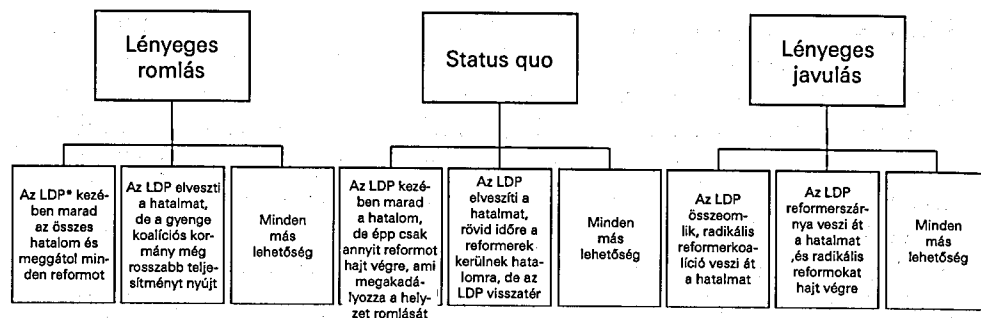 Lényeges
romlás
Status quo
Lényeges
javulás
Az LDP* kezé-
ben marad
az összes
hatalom és
meggátol min-
den reformot
Az LDP elveszti
a hatalmat,
de a gyenge
koalíciós kor-
mány még
rosszabb telje-
sítményt nyújt
Minden
más
lehetőség
Az LDP kezé-
ben marad
a hatalom,
de épp csak
annyit reformot
hajt végre, ami
megakadá-
lyozza a hely-
zet romlását
Az LDP
elveszíti a
hatalmat,
rövid időre a
reformerek
kerülnek hata-
lomra, de az
LDP visszatér
Minden
más
lehetőség
Az LDP
összeom-
lik, radikális
reformerkoa-
líció veszi át
a hatalmat
Az LDP
reformerszár-
nya veszi át
a hatalmat
,és radikális
reformokat
hajt végre
Minden
más
lehetőség